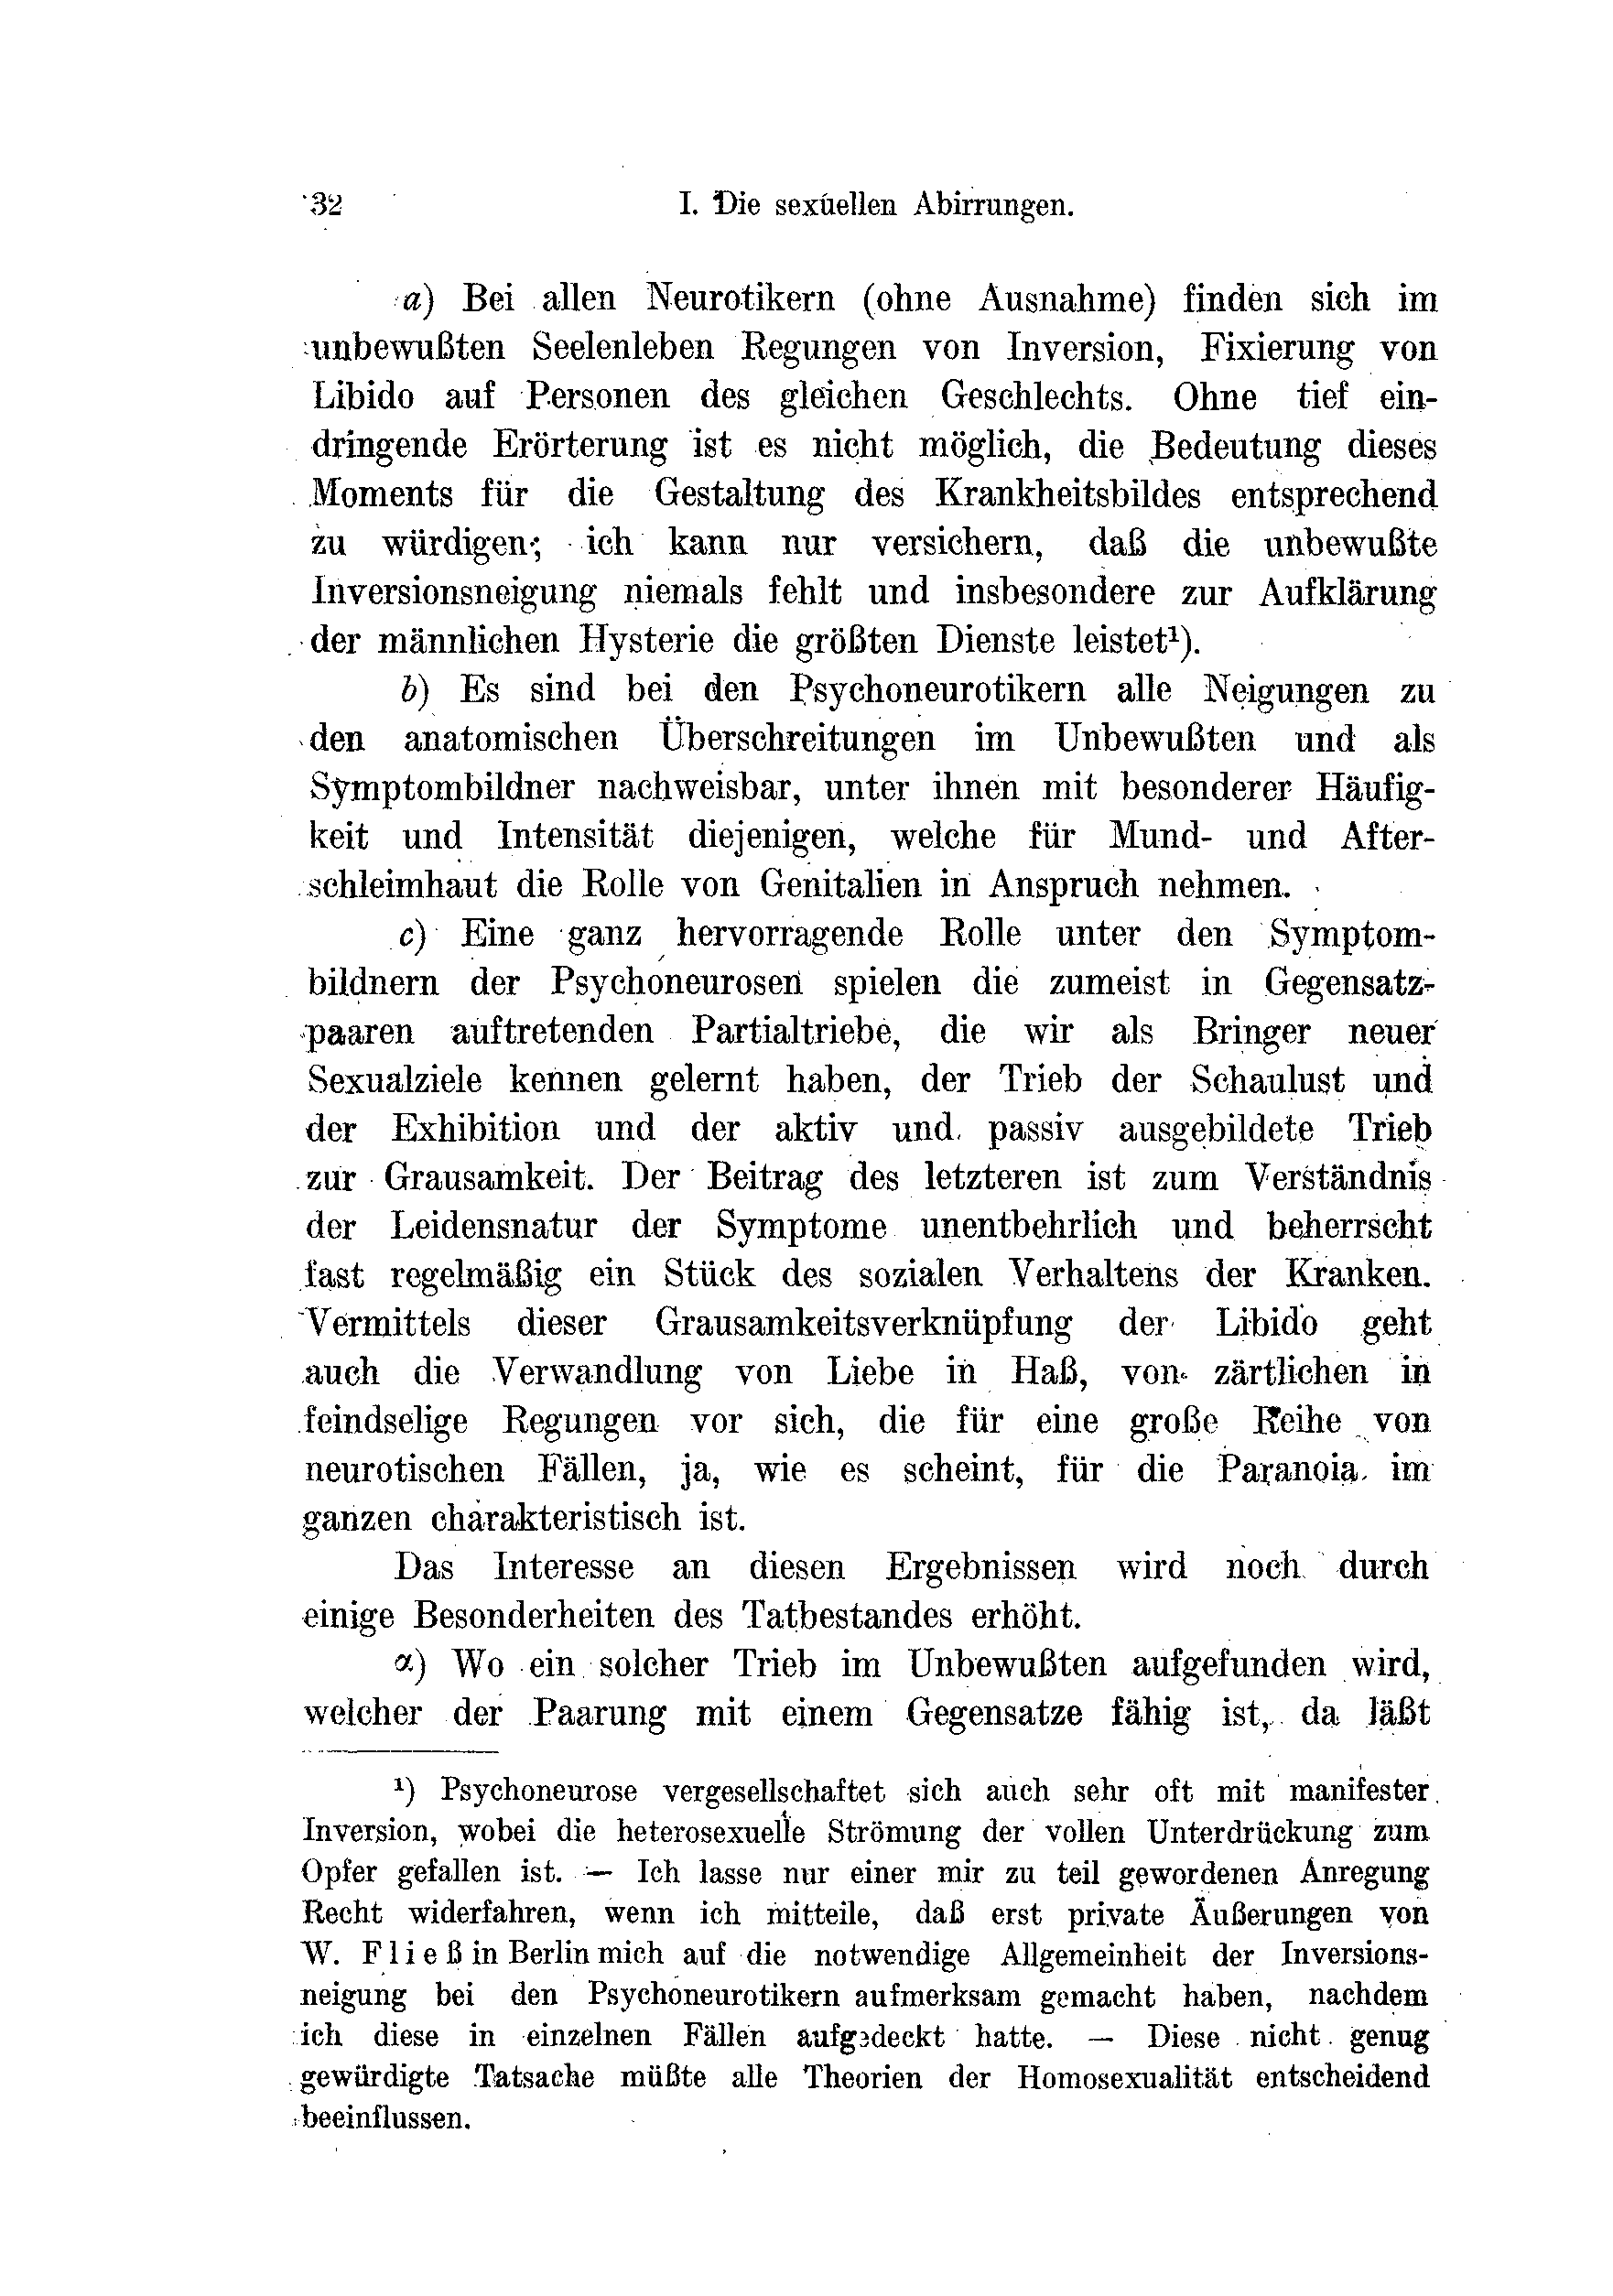 32 I. Die sexuellen Abirrungen.
a) Bei allen Neurotikern (ohne Ausnahme) finden sich im
unbewußten Seelenleben Regungen von Inversion, Fixierung von
Libido auf Personen des gleichen Geschlechts. Ohne tief ein-
dringende Erörterung ist es nicht möglich, die Bedeutung dieses
Moments für die Gestaltung des Krankheitsbildes entsprechend
zu würdigen; ich kann nur versichern, daß die unbewußte
Inversionsneigung niemals fehlt und insbesondere zur Aufklärung
der männlichen Hysterie die größten Dienste leistet¹).
b) Es sind bei den Psychoneurotikern alle Neigungen zu
den anatomischen Überschreitungen im Unbewußten und als
Symptombildner nachweisbar, unter ihnen mit besonderer Häufig-
keit und Intensität diejenigen, welche für Mund- und After-
schleimhaut die Rolle von Genitalien in Anspruch nehmen.
c) Eine ganz hervorragende Rolle unter den Symptom-
bildnern der Psychoneurosen spielen die zumeist in Gegensatz-
paaren auftretenden Partialtriebe, die wir als Bringer neuer
Sexualziele kennen gelernt haben, der Trieb der Schaulust und
der Exhibition und der aktiv und passiv ausgebildete Trieb
zur Grausamkeit. Der Beitrag des letzteren ist zum Verständnis
der Leidensnatur der Symptome unentbehrlich und beherrscht
fast regelmäßig ein Stück des sozialen Verhaltens der Kranken.
Vermittels dieser Grausamkeitsverknüpfung der Libido geht
auch die Verwandlung von Liebe in Haß, von zärtlichen in
feindselige Regungen vor sich, die für eine große Reihe von
neurotischen Fällen, ja, wie es scheint, für die Paranoia im
ganzen charakteristisch ist.
Das Interesse an diesen Ergebnissen wird noch durch
einige Besonderheiten des Tatbestandes erhöht.
α) Wo ein solcher Trieb im Unbewußten aufgefunden wird,
welcher der Paarung mit einem Gegensatze fähig ist, da läßt
¹) Psychoneurose vergesellschaftet sich auch sehr oft mit manifester
Inversion, wobei die heterosexuelle Strömung der vollen Unterdrückung zum
Opfer gefallen ist. — Ich lasse nur einer mir zu teil gewordenen Anregung
Recht widerfahren, wenn ich mitteile, daß erst private Äußerungen von
W. Fließ in Berlin mich auf die notwendige Allgemeinheit der Inversions-
neigung bei den Psychoneurotikern aufmerksam gemacht haben, nachdem
ich diese in einzelnen Fällen aufgedeckt hatte. — Diese nicht genug
gewürdigte Tatsache müßte alle Theorien der Homosexualität entscheidend
beeinflussen.